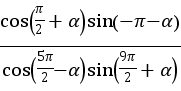 cos(π/2 + α)sin(−π−α)
cos(5π/2−α)sin(9π/2 + α)